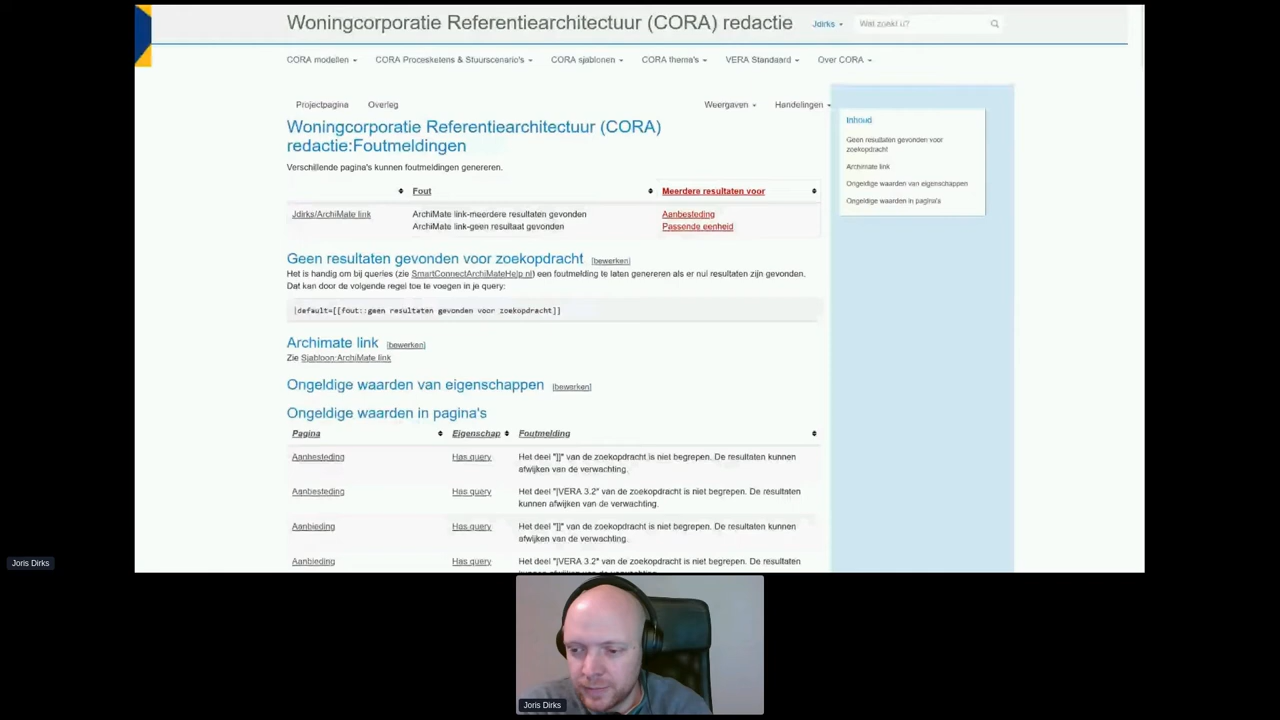 Woningcorporatie Referentiearchitectuur (CORA) redactie
Jdirks
Wat zoekt u?
CORA modellen
CORA Procesketens & Stuurscenario's
CORA sjablonen
CORA thema's
VERA Standaard
Over CORA
Projectpagina
Overleg
Weergaven
Handelingen
Woningcorporatie Referentiearchitectuur (CORA)
redactie:Foutmeldingen
Verschillende pagina's kunnen foutmeldingen genereren.
Fout
Meerdere resultaten voor
Jdirks/ArchiMate link
ArchiMate link-meerdere resultaten gevonden
ArchiMate link-geen resultaat gevonden
Aanbesteding
Passende eenheid
Geen resultaten gevonden voor zoekopdracht [bewerken]
Het is handig om bij queries (zie SmartConnectArchiMateHelp.nl) een foutmelding te laten genereren als er nul resultaten zijn gevonden.
Dat kan door de volgende regel toe te voegen in je query:
|default=[[fout::geen resultaten gevonden voor zoekopdracht]]
Archimate link [bewerken]
Zie Sjabloon:ArchiMate link
Ongeldige waarden van eigenschappen [bewerken]
Ongeldige waarden in pagina's
Pagina
Eigenschap
Foutmelding
Aanbesteding
Has query
Het deel "]]" van de zoekopdracht is niet begrepen. De resultaten kunnen
afwijken van de verwachting.
Aanbesteding
Has query
Het deel "|VERA 3.2" van de zoekopdracht is niet begrepen. De resultaten
kunnen afwijken van de verwachting.
Aanbieding
Has query
Het deel "]]" van de zoekopdracht is niet begrepen. De resultaten kunnen
afwijken van de verwachting.
Aanbieding
Has query
Het deel "|VERA 3.2" van de zoekopdracht is niet begrepen. De resultaten
Inhoud
Geen resultaten gevonden voor
zoekopdracht
Archimate link
Ongeldige waarden van eigenschappen
Ongeldige waarden in pagina's
Joris Dirks
Joris Dirks